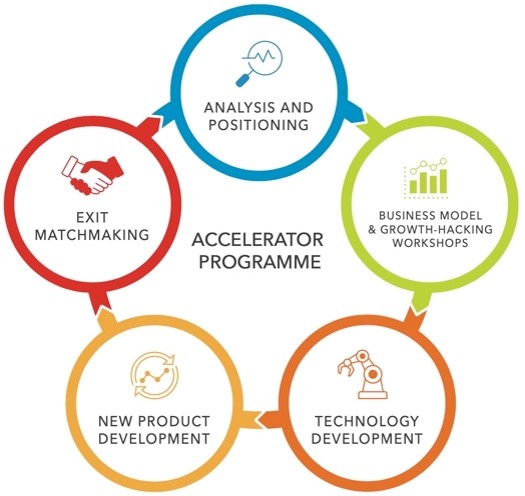 ANALYSIS AND
POSITIONING
BUSINESS MODEL
& GROWTH-HACKING
WORKSHOPS
TECHNOLOGY
DEVELOPMENT
NEW PRODUCT
DEVELOPMENT
EXIT
MATCHMAKING
ACCELERATOR
PROGRAMME